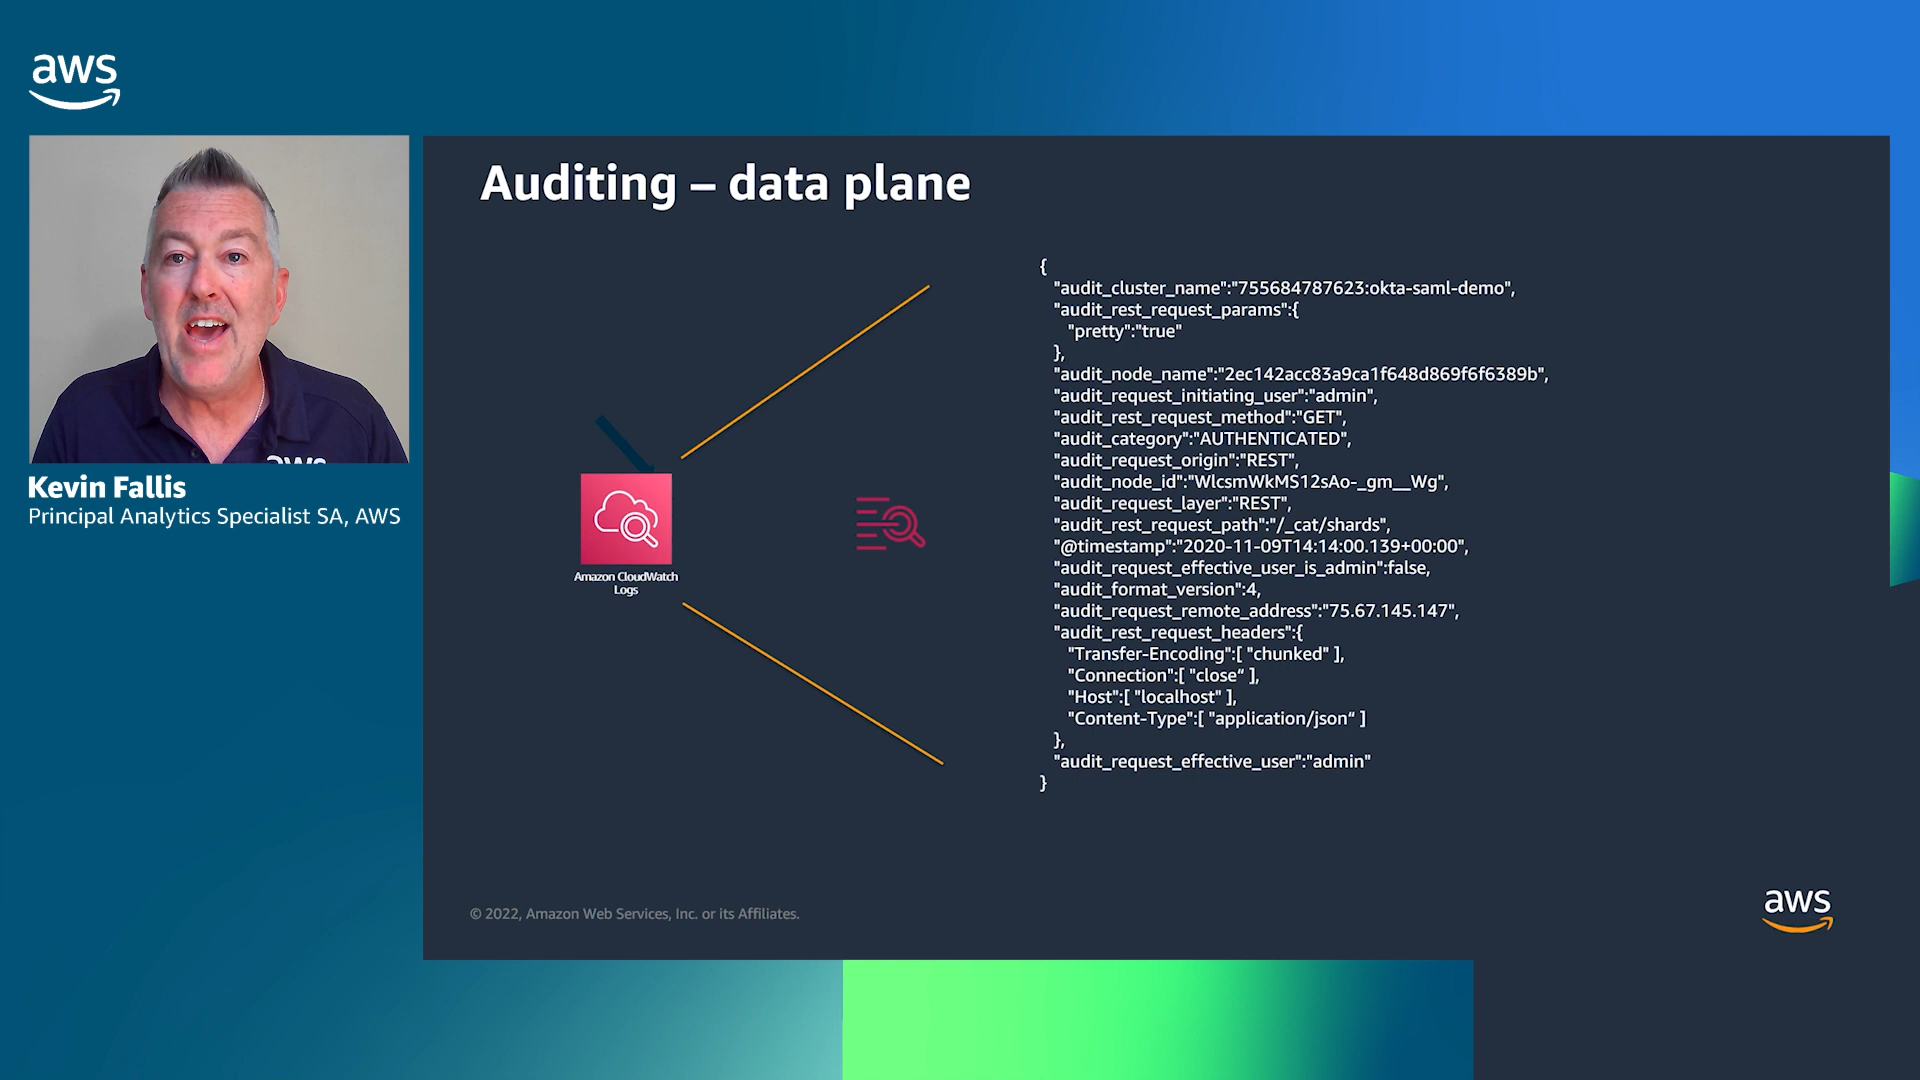 aws
Kevin Fallis
Principal Analytics Specialist SA, AWS
aws
Auditing – data plane
Amazon CloudWatch
Logs
{
"audit_cluster_name":"755684787623:okta-saml-demo",
"audit_rest_request_params":{
"pretty":"true"
},
"audit_node_name":"2ec142acc83a9ca1f648d869f6f6389b",
"audit_request_initiating_user":"admin",
"audit_rest_request_method":"GET",
"audit_category":"AUTHENTICATED",
"audit_request_origin":"REST",
"audit_node_id":"WlcsmWkMS12sAo-_gm__Wg",
"audit_request_layer":"REST",
"audit_rest_request_path":"/_cat/shards",
"@timestamp":"2020-11-09T14:14:00.139+00:00",
"audit_request_effective_user_is_admin":false,
"audit_format_version":4,
"audit_request_remote_address":"75.67.145.147",
"audit_rest_request_headers":{
"Transfer-Encoding":[ "chunked" ],
"Connection":[ "close“ ],
"Host":[ "localhost" ],
"Content-Type":[ "application/json“ ]
},
"audit_request_effective_user":"admin"
}
© 2022, Amazon Web Services, Inc. or its Affiliates.
aws